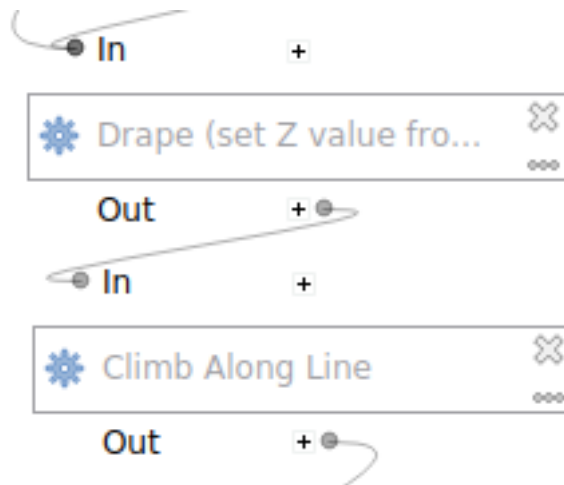 In
Drape (set Z value fro...
Out
In
Climb Along Line
Out